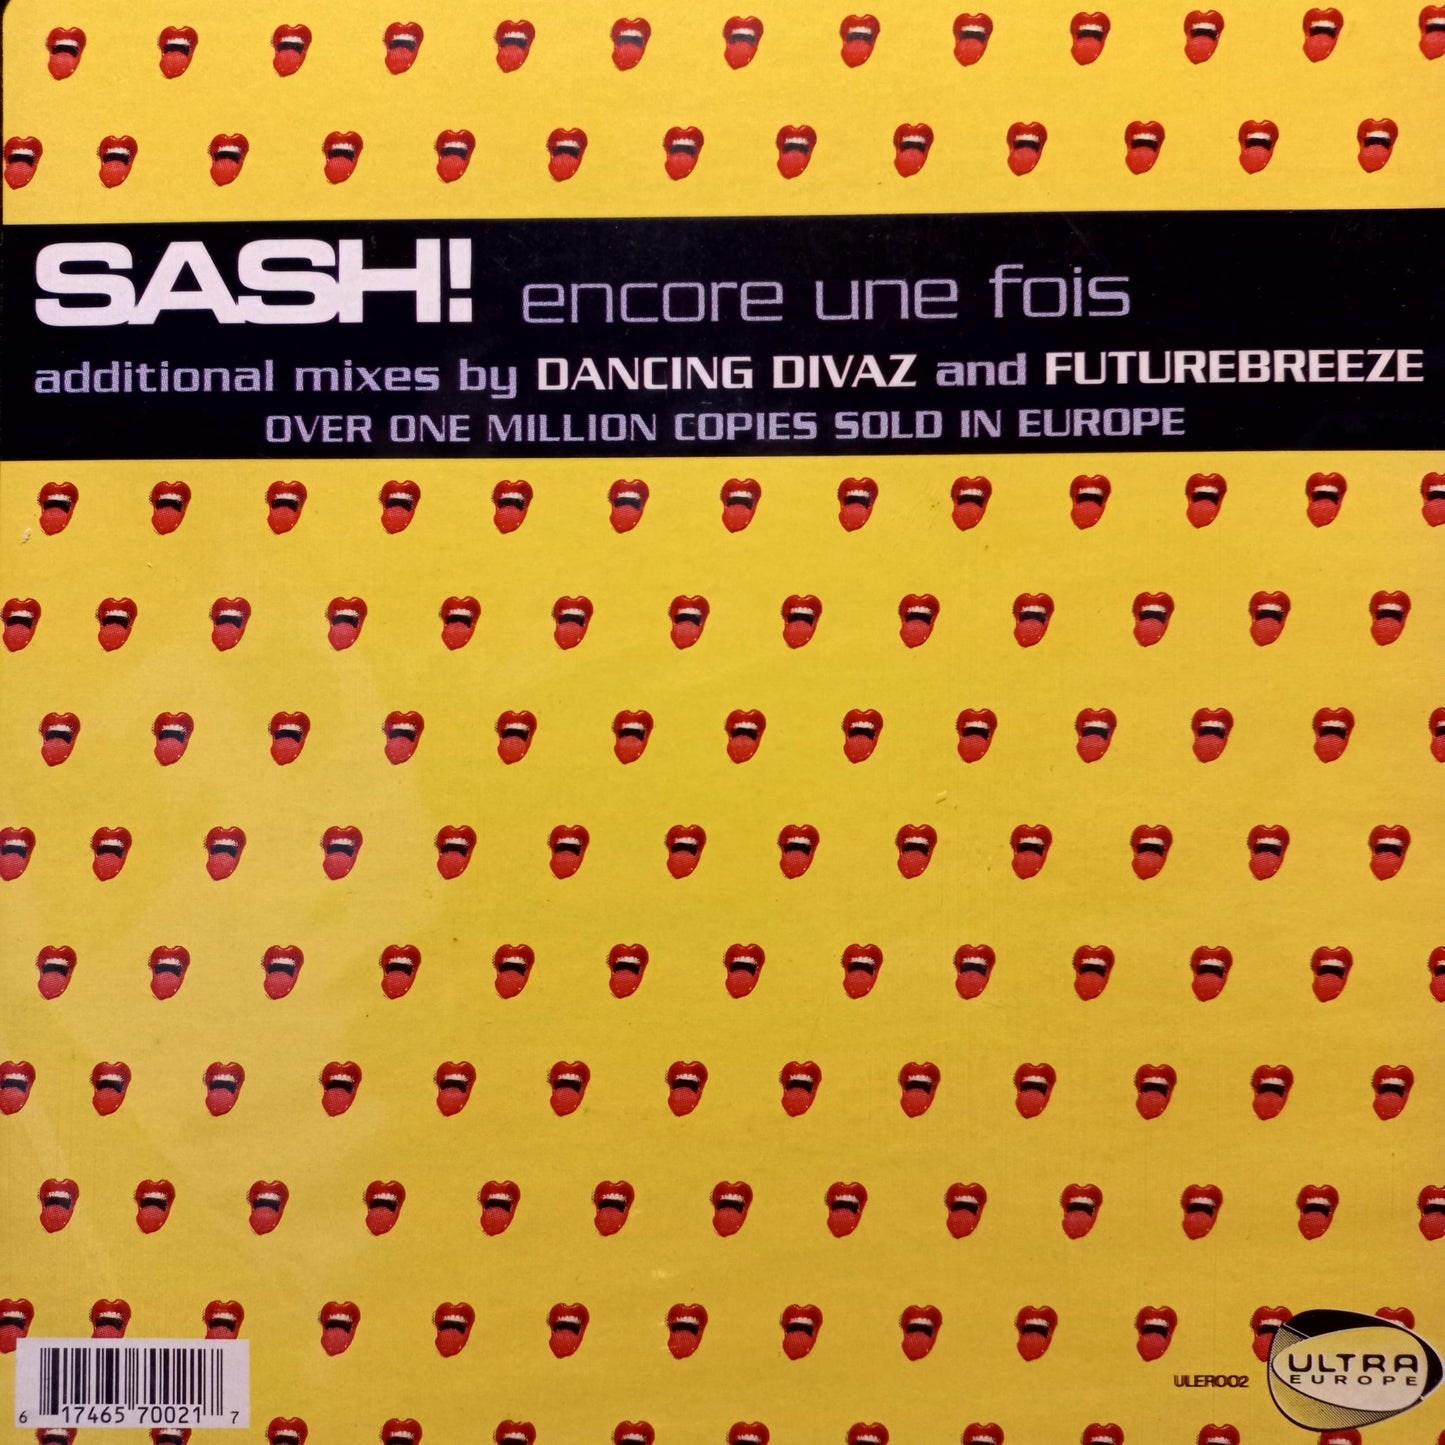 SASH! encore une fois
additional mixes by DANCING DIVAZ and FUTUREBREEZE
OVER ONE MILLION COPIES SOLD IN EUROPE
ULER002
ULTRA
EUROPE
6 17465 70021 7